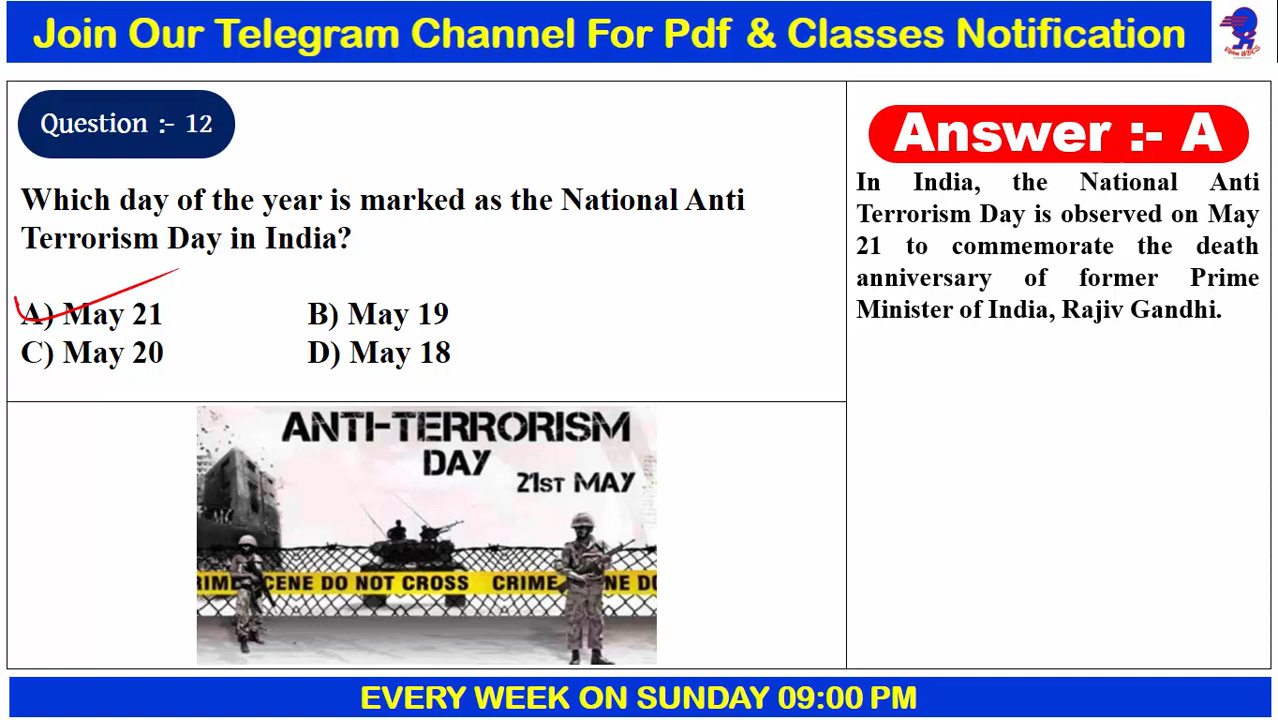 Join Our Telegram Channel For Pdf & Classes Notification
Question :- 12
Which day of the year is marked as the National Anti
Terrorism Day in India?
A) May 21 B) May 19
C) May 20 D) May 18
ANTI-TERRORISM
DAY
21ST MAY
RIME CENE DO NOT CROSS CRIME NE DO
Answer :- A
In India, the National Anti
Terrorism Day is observed on May
21 to commemorate the death
anniversary of former Prime
Minister of India, Rajiv Gandhi.
EVERY WEEK ON SUNDAY 09:00 PM